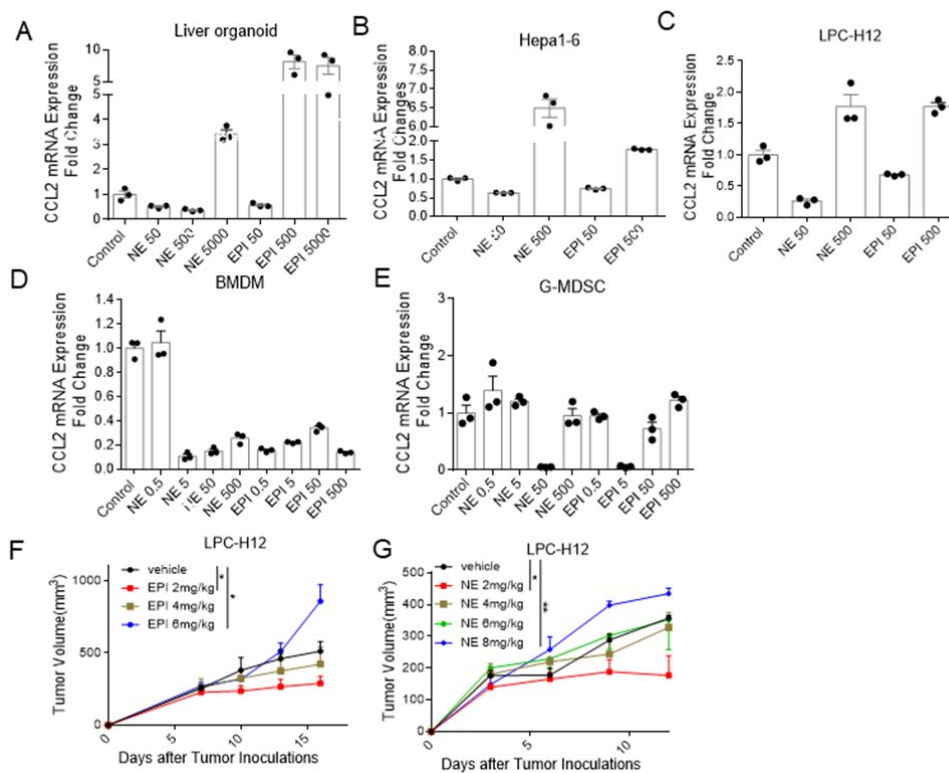 A
Liver organoid
CCL2 mRNA Expression
Fold Change
10
5
5
4
3
2
1
0
Control
NE 50
NE 500
NE 5000
EPI 50
EPI 500
EPI 5000
B
Hepa1-6
CCL2 mRNA Expression
Fold Changes
8.0
7.5
7.0
6.5
6.0
2.0
1.5
1.0
0.5
0.0
Control
NE 50
NE 500
EPI 50
EPI 500
C
LPC-H12
CCL2 mRNA Expression
Fold Change
2.5
2.0
1.5
1.0
0.5
0.0
Control
NE 50
NE 500
EPI 50
EPI 500
D
BMDM
CCL2 mRNA Expression
Fold Change
1.4
1.2
1.0
0.8
0.6
0.4
0.2
0.0
Control
NE 0.5
NE 5
NE 50
NE 500
EPI 0.5
EPI 5
EPI 50
EPI 500
E
G-MDSC
CCL2 mRNA Expression
Fold Change
3
2
1
0
Control
NE 0.5
NE 5
NE 50
NE 500
EPI 0.5
EPI 5
EPI 50
EPI 500
F
LPC-H12
Tumor Volume(mm³)
1000
500
0
vehicle
EPI 2mg/kg
EPI 4mg/kg
EPI 6mg/kg
*
*
0
5
10
15
Days after Tumor Inoculations
G
LPC-H12
Tumor Volume(mm³)
500
400
300
200
100
0
vehicle
NE 2mg/kg
NE 4mg/kg
NE 6mg/kg
NE 8mg/kg
*
**
0
5
10
Days after Tumor Inoculations